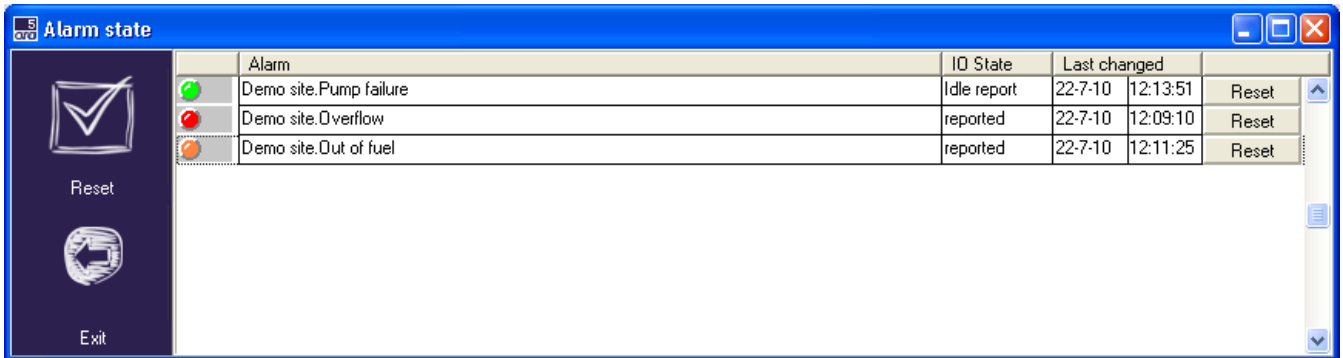 5
ara
Alarm state
Alarm IO State Last changed
Demo site.Pump failure Idle report 22-7-10 12:13:51 Reset
Demo site.Overflow reported 22-7-10 12:09:10 Reset
Demo site.Out of fuel reported 22-7-10 12:11:25 Reset
Reset
Exit